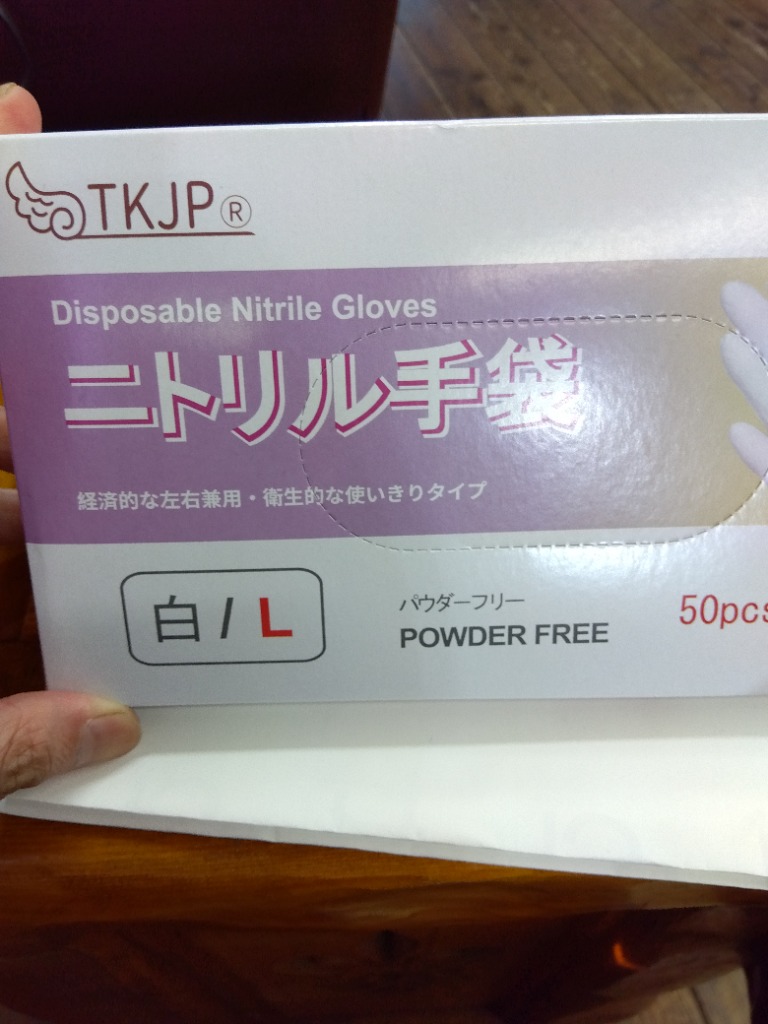 TKJP®
Disposable Nitrile Gloves
ニトリル手袋
経済的な左右兼用・衛生的な使いきりタイプ
白 / L
パウダーフリー
POWDER FREE
50pcs